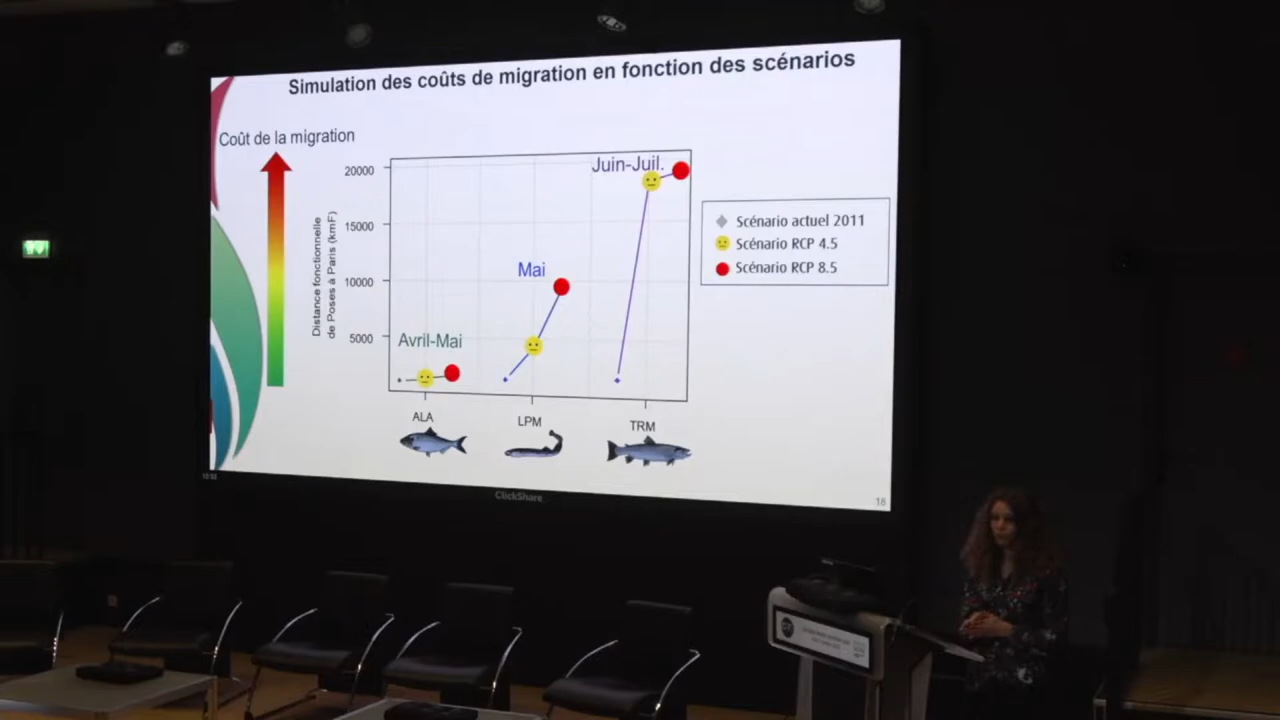 Simulation des coûts de migration en fonction des scénarios
Coût de la migration
Distance fonctionnelle
de Poses à Paris (kmF)
20000
15000
10000
5000
Avril-Mai
Mai
Juin-Juil.
ALA
LPM
TRM
Scénario actuel 2011
Scénario RCP 4.5
Scénario RCP 8.5
18
ClickShare